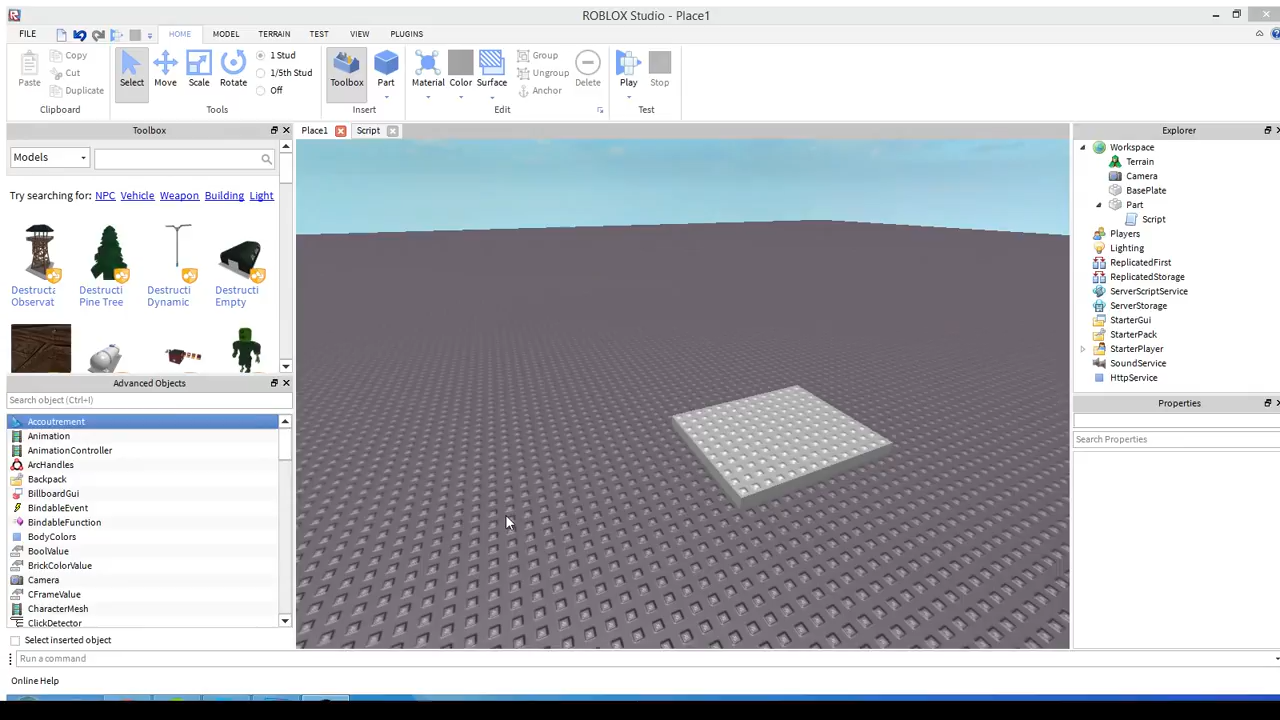 ROBLOX Studio - Place1
FILE HOME MODEL TERRAIN TEST VIEW PLUGINS
Paste Copy Cut Duplicate Clipboard
Select Move Scale Rotate 1 Stud 1/5th Stud Off Tools
Toolbox Part Insert
Material Color Surface Group Ungroup Anchor Delete Edit
Play Stop Test
Toolbox
Models
Try searching for: NPC Vehicle Weapon Building Light
Destructa Destructi Destructi Destructi
Observat Pine Tree Dynamic Empty
Advanced Objects
Search object (Ctrl+I)
Accoutrement
Animation
AnimationController
ArcHandles
Backpack
BillboardGui
BindableEvent
BindableFunction
BodyColors
BoolValue
BrickColorValue
Camera
CFrameValue
CharacterMesh
ClickDetector
Select inserted object
Run a command
Online Help
Place1 Script
Explorer
Workspace
Terrain
Camera
BasePlate
Part
Script
Players
Lighting
ReplicatedFirst
ReplicatedStorage
ServerScriptService
ServerStorage
StarterGui
StarterPack
StarterPlayer
SoundService
HttpService
Properties
Search Properties